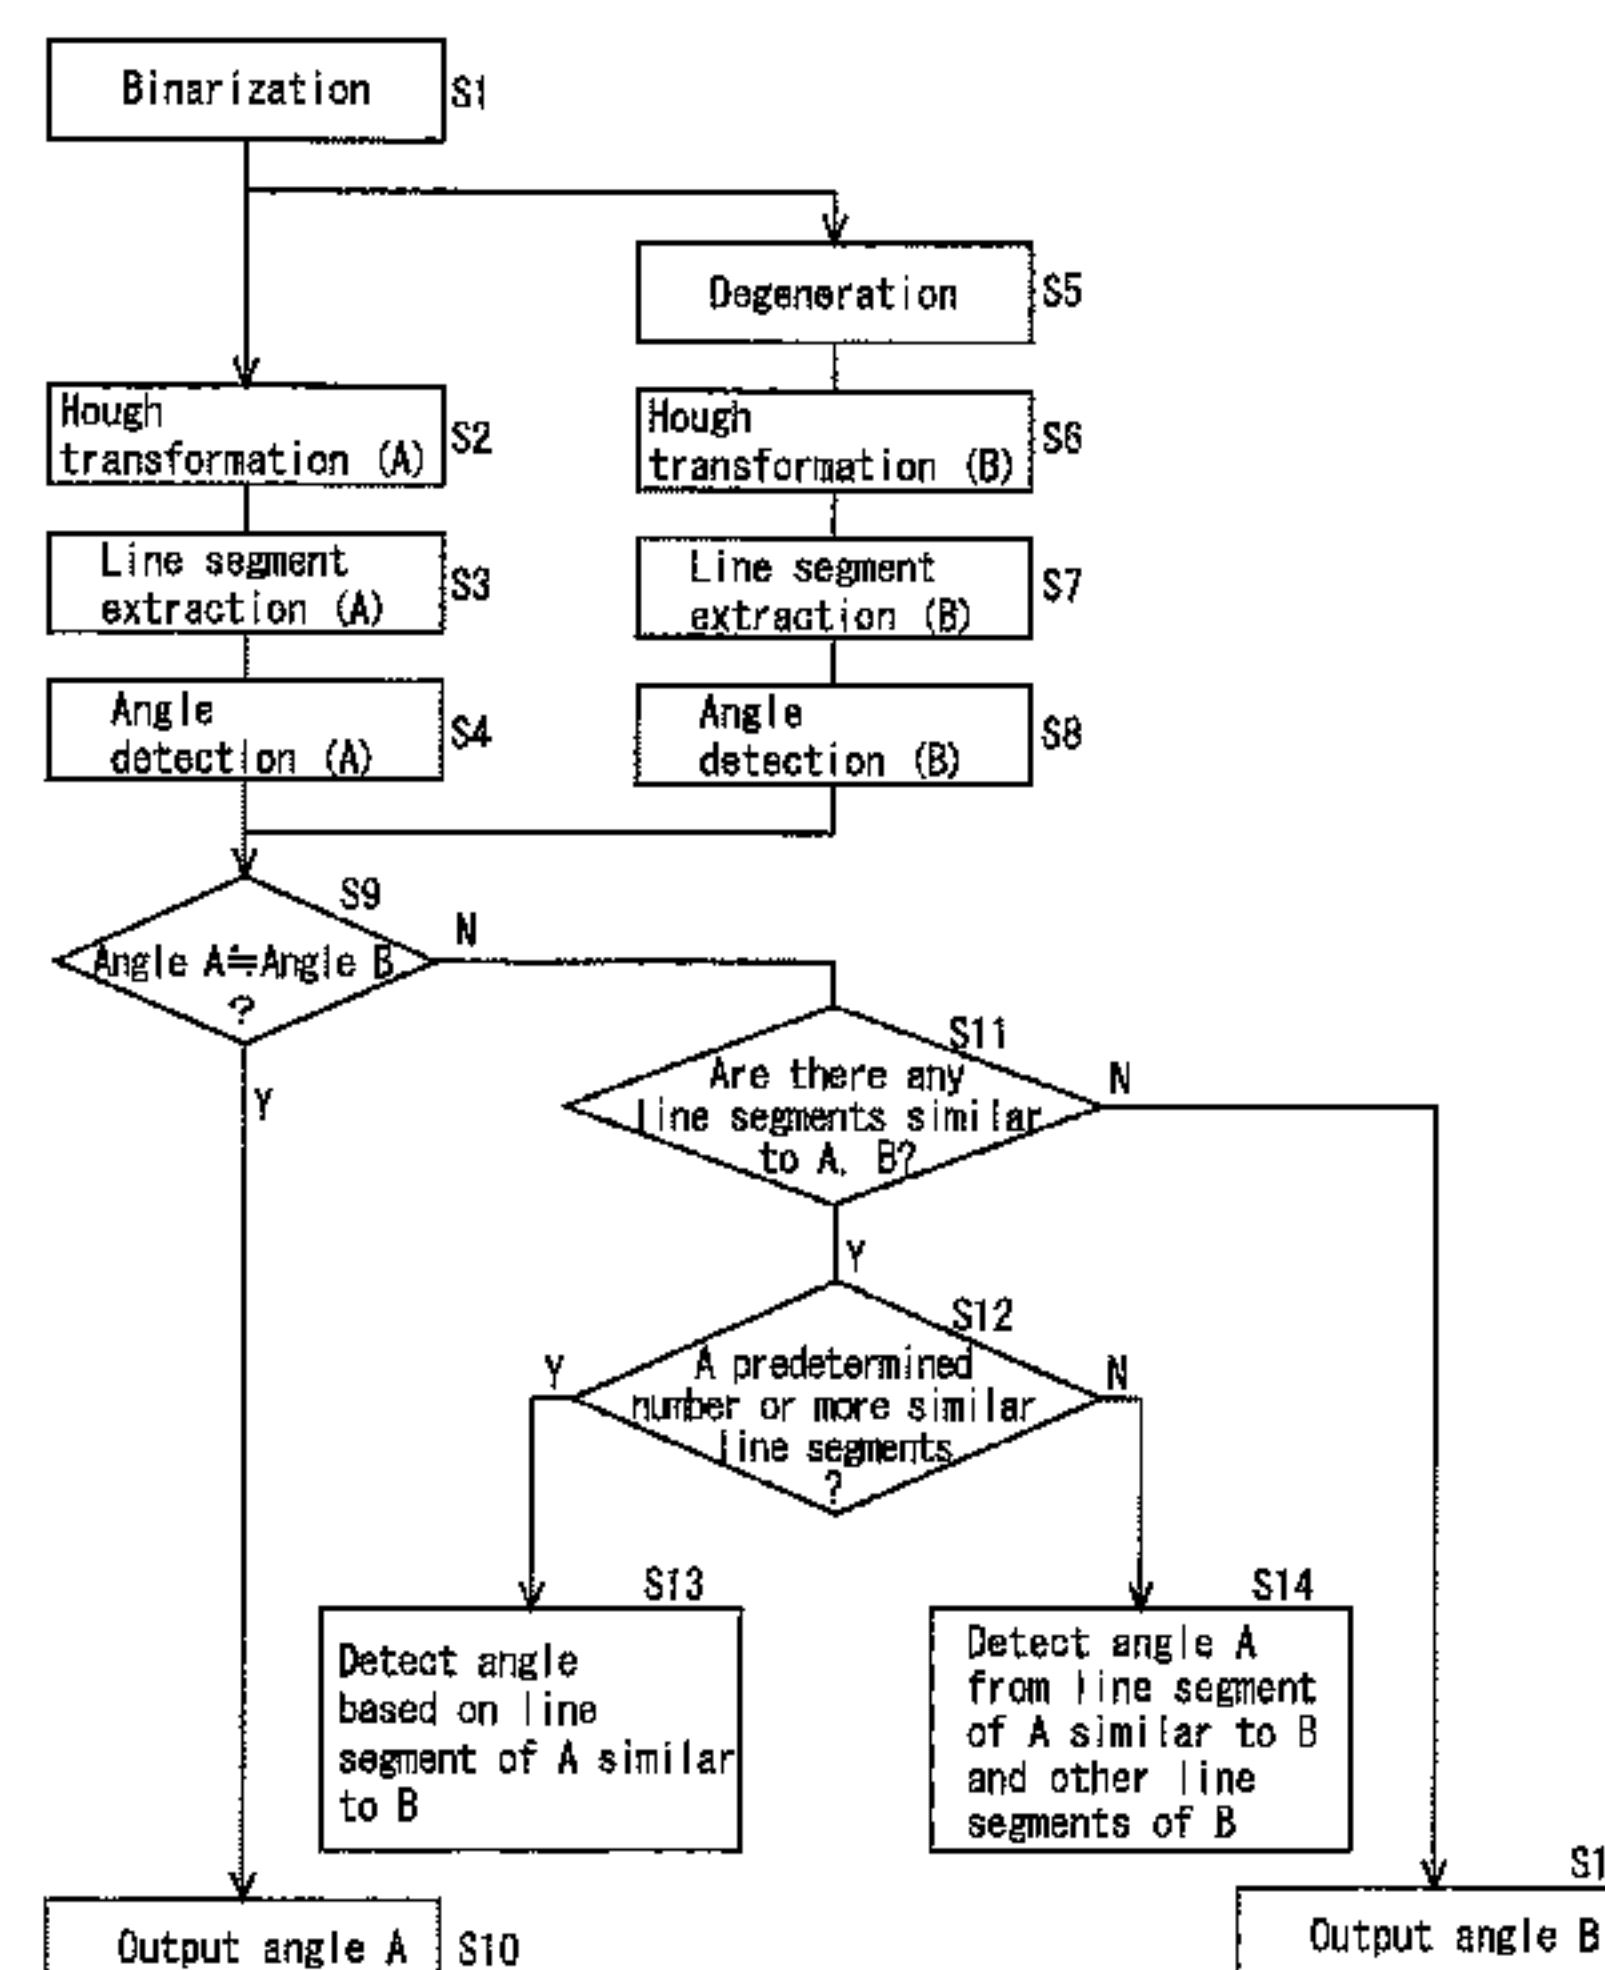 Binarization
S1
Degeneration
S5
Hough
transformation (A)
S2
Hough
transformation (B)
S6
Line segment
extraction (A)
S3
Line segment
extraction (B)
S7
Angle
detection (A)
S4
Angle
detection (B)
S8
S9
Angle A≒Angle B
?
N
Y
S11
Are there any
line segments similar
to A, B?
N
Y
S12
A predetermined
number or more similar
line segments
?
Y
N
S13
Detect angle
based on line
segment of A similar
to B
S14
Detect angle A
from line segment
of A similar to B
and other line
segments of B
Output angle A
S10
Output angle B